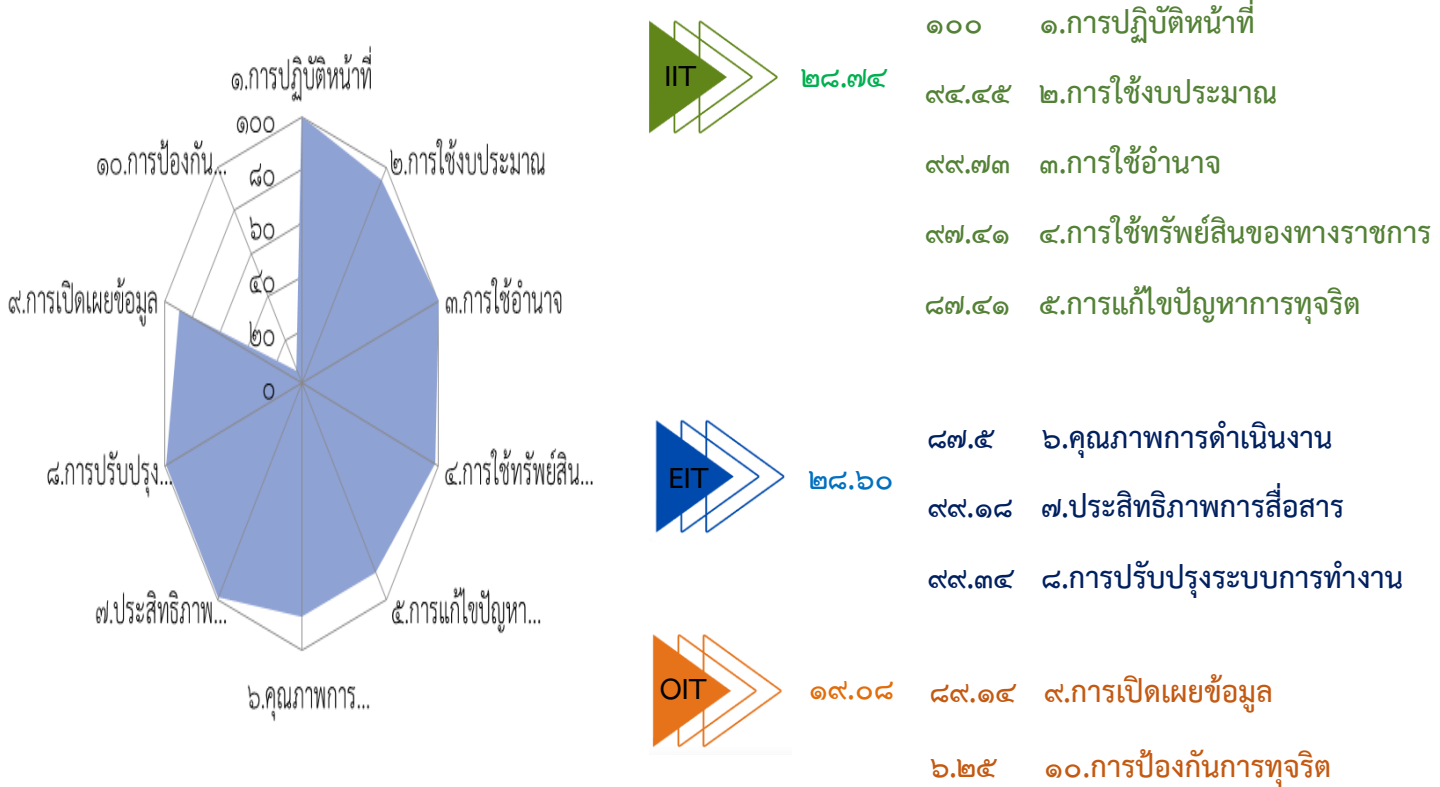 ๑.การปฏิบัติหน้าที่
๒.การใช้งบประมาณ
๓.การใช้อำนาจ
๔.การใช้ทรัพย์สิน...
๕.การแก้ไขปัญหา...
๖.คุณภาพการ...
๗.ประสิทธิภาพ...
๘.การปรับปรุง...
๙.การเปิดเผยข้อมูล
๑๐.การป้องกัน...
๑๐๐
๘๐
๖๐
๔๐
๒๐
๐
IIT ๒๘.๗๔
๑๐๐ ๑.การปฏิบัติหน้าที่
๙๔.๔๕ ๒.การใช้งบประมาณ
๙๙.๗๓ ๓.การใช้อำนาจ
๙๗.๔๑ ๔.การใช้ทรัพย์สินของทางราชการ
๘๗.๔๑ ๕.การแก้ไขปัญหาการทุจริต
EIT ๒๘.๖๐
๘๗.๕ ๖.คุณภาพการดำเนินงาน
๙๙.๑๘ ๗.ประสิทธิภาพการสื่อสาร
๙๙.๓๔ ๘.การปรับปรุงระบบการทำงาน
OIT ๑๙.๐๘
๘๙.๑๔ ๙.การเปิดเผยข้อมูล
๖.๒๕ ๑๐.การป้องกันการทุจริต